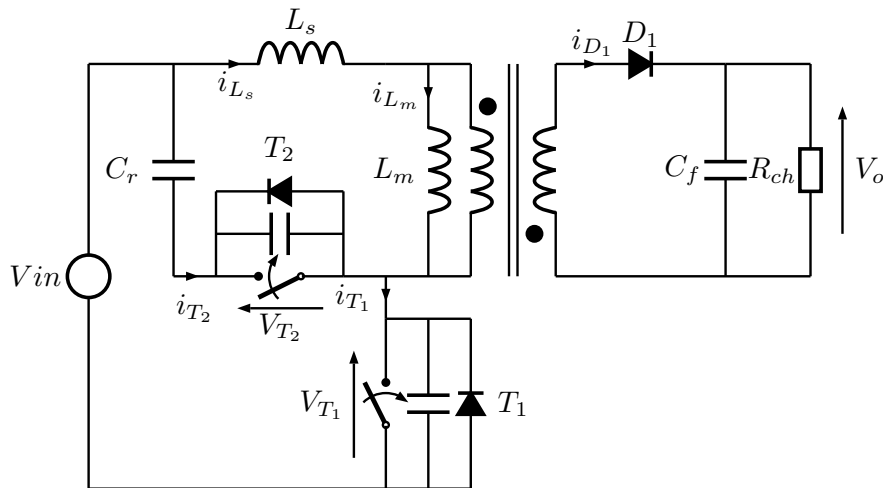 L_s
i_{D_1}
D_1
i_{L_s}
i_{L_m}
T_2
C_r
L_m
C_f
R_{ch}
V_o
Vin
i_{T_2}
V_{T_2}
i_{T_1}
V_{T_1}
T_1